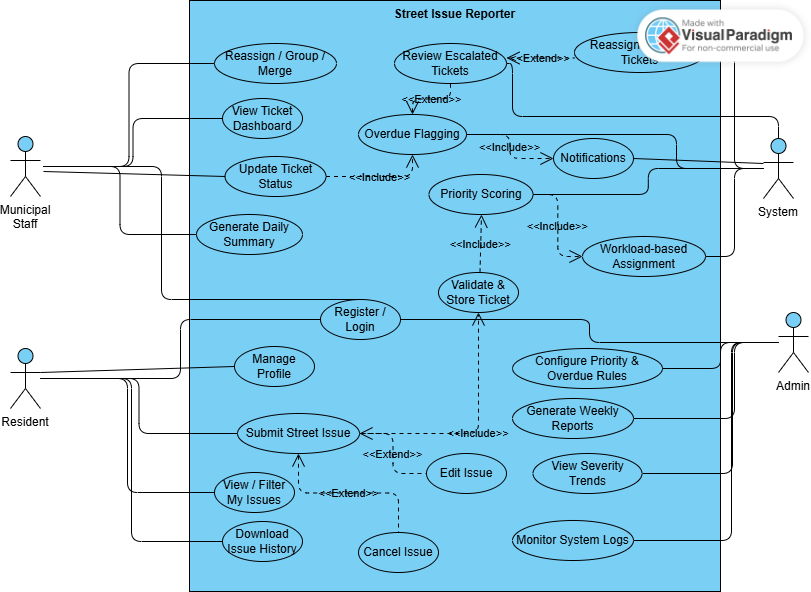 Street Issue Reporter
Made with
VisualParadigm
For non-commercial use
Reassign / Group /
Merge
Review Escalated
Tickets
<<Extend>>
Reassign
Tickets
<<Extend>>
View Ticket
Dashboard
Overdue Flagging
<<Include>>
Notifications
Municipal
Staff
Update Ticket
Status
<<Include>>
Priority Scoring
System
Generate Daily
Summary
<<Include>>
<<Include>>
Workload-based
Assignment
Validate &
Store Ticket
Register /
Login
Manage
Profile
Configure Priority &
Overdue Rules
Admin
Resident
Generate Weekly
Reports
Submit Street Issue
<<Include>>
<<Extend>>
Edit Issue
View Severity
Trends
View / Filter
My Issues
<<Extend>>
Download
Issue History
Cancel Issue
Monitor System Logs